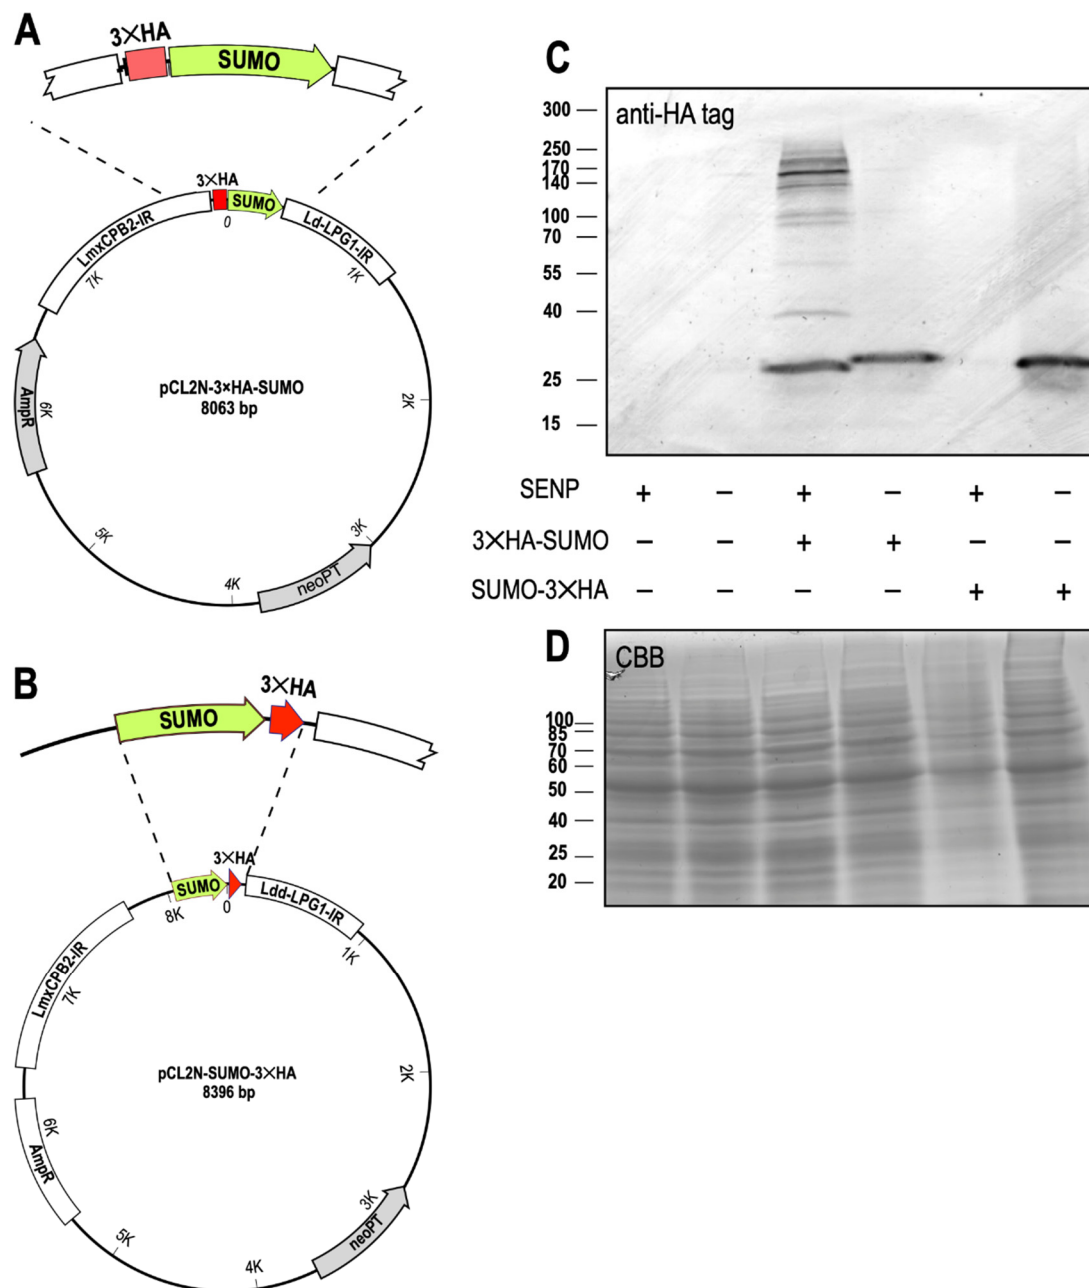 A
3×HA
SUMO
3×HA
SUMO
0
LmxCPB2-IR
Ld-LPG1-IR
7K
1K
AmpR
6K
pCL2N-3×HA-SUMO
8063 bp
2K
5K
3K
4K
neoPT
B
3×HA
SUMO
3×HA
SUMO
Ldd-LPG1-IR
8K
0
1K
LmxCPB2-IR
7K
pCL2N-SUMO-3×HA
8396 bp
2K
6K
AmpR
3K
neoPT
5K
4K
C
anti-HA tag
300
250
170
140
100
70
55
40
25
15
SENP + – + – + –
3×HA-SUMO – – + + – –
SUMO-3×HA – – – – + +
D
CBB
100
85
70
60
50
40
25
20